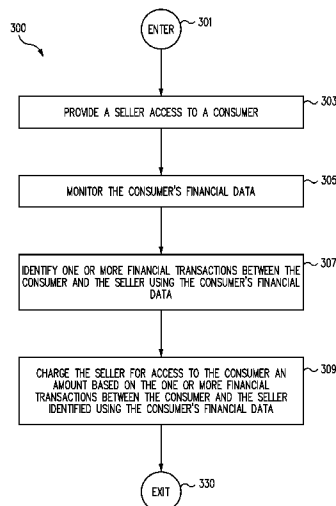 300
ENTER
301
PROVIDE A SELLER ACCESS TO A CONSUMER
303
MONITOR THE CONSUMER'S FINANCIAL DATA
305
IDENTIFY ONE OR MORE FINANCIAL TRANSACTIONS BETWEEN THE
CONSUMER AND THE SELLER USING THE CONSUMER'S FINANCIAL
DATA
307
CHARGE THE SELLER FOR ACCESS TO THE CONSUMER AN
AMOUNT BASED ON THE ONE OR MORE FINANCIAL
TRANSACTIONS BETWEEN THE CONSUMER AND THE SELLER
IDENTIFIED USING THE CONSUMER'S FINANCIAL DATA
309
EXIT
330